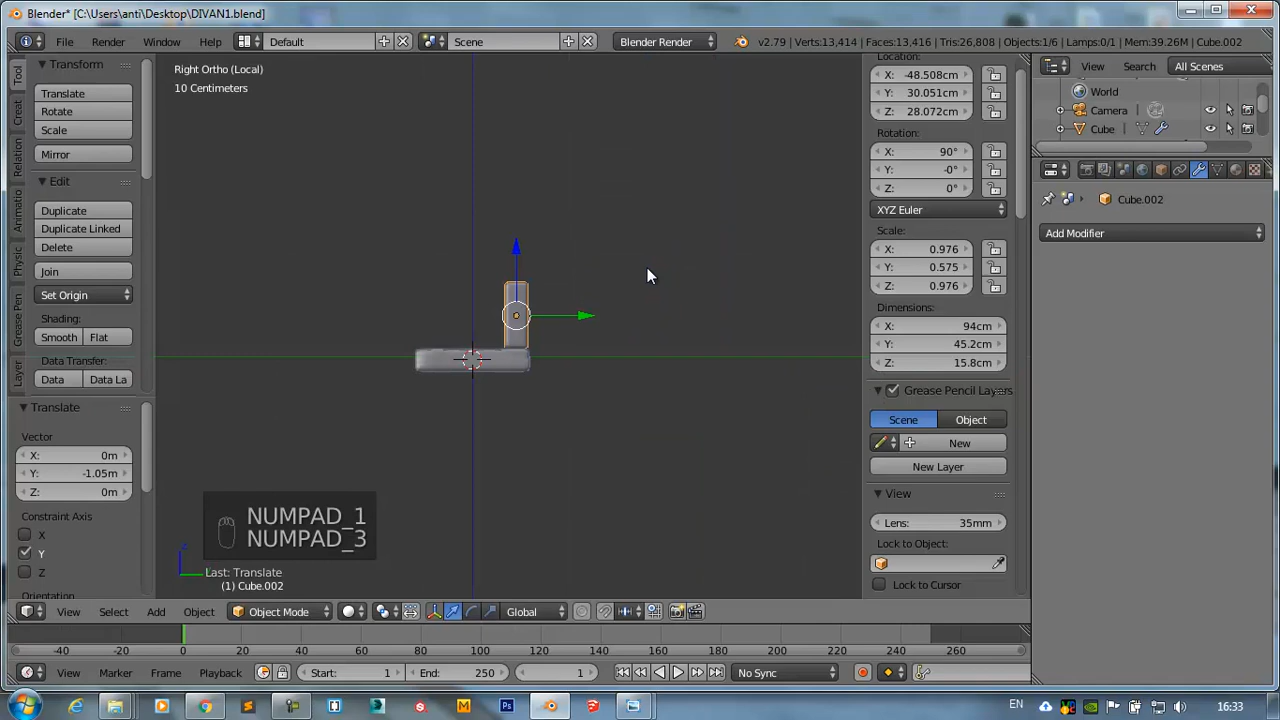 Blender* [C:\Users\anti\Desktop\DIVAN1.blend]
File Render Window Help Default Scene Blender Render v2.79 | Verts:13,414 | Faces:13,416 | Tris:26,808 | Objects:1/6 | Lamps:0/1 | Mem:39.26M | Cube.002
Tool
Creat
Relation
Animatio
Physic
Grease Pen
Layer
Transform
Translate
Rotate
Scale
Mirror
Edit
Duplicate
Duplicate Linked
Delete
Join
Set Origin
Shading:
Smooth Flat
Data Transfer:
Data Data La
Translate
Vector
X: 0m
Y: -1.05m
Z: 0m
Constraint Axis
X
Y
Z
Orientation
Right Ortho (Local)
10 Centimeters
NUMPAD_1
NUMPAD_3
Last: Translate
(1) Cube.002
Location:
X: -48.508cm
Y: 30.051cm
Z: 28.072cm
Rotation:
X: 90°
Y: -0°
Z: 0°
XYZ Euler
Scale:
X: 0.976
Y: 0.575
Z: 0.976
Dimensions:
X: 94cm
Y: 45.2cm
Z: 15.8cm
Grease Pencil Layers
Scene Object
New
New Layer
View
Lens: 35mm
Lock to Object:
Lock to Cursor
View Search All Scenes
World
Camera
Cube
Cube.002
Add Modifier
View Select Add Object Object Mode Global
-40 -20 0 20 40 60 80 100 120 140 160 180 200 220 240 260
View Marker Frame Playback Start: 1 End: 250 1 No Sync
EN 16:33